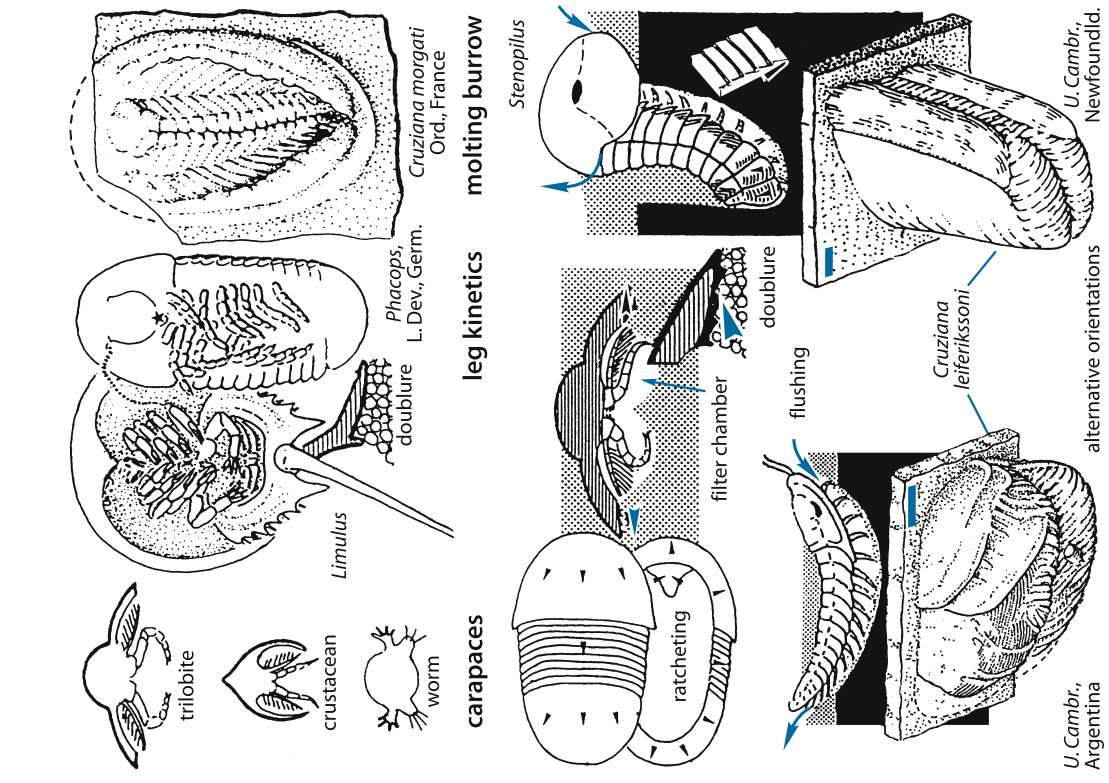 trilobite
crustacean
worm
carapaces
Limulus
doublure
Phacops,
L. Dev., Germ.
leg kinetics
Cruziana morgati
Ord., France
molting burrow
ratcheting
filter chamber
doublure
Stenopilus
flushing
Cruziana
leiferikssoni
U. Cambr.,
Argentina
alternative orientations
U. Cambr.,
Newfoundld.